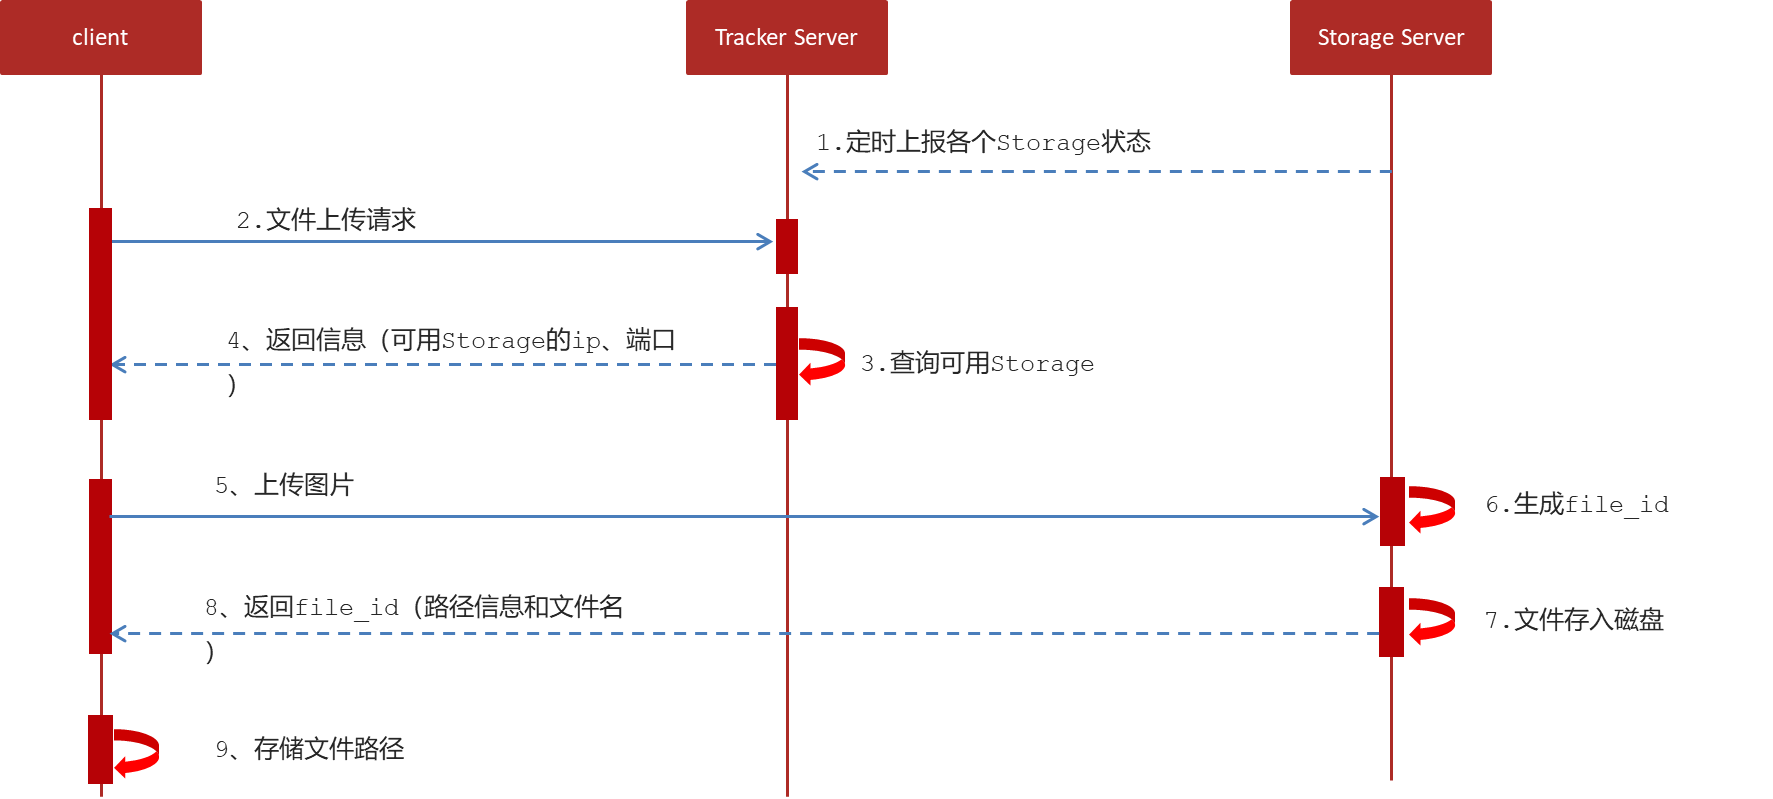 client
Tracker Server
Storage Server
1.定时上报各个Storage状态
2.文件上传请求
4、返回信息（可用Storage的ip、端口
）
3.查询可用Storage
5、上传图片
6.生成file_id
8、返回file_id（路径信息和文件名
）
7.文件存入磁盘
9、存储文件路径